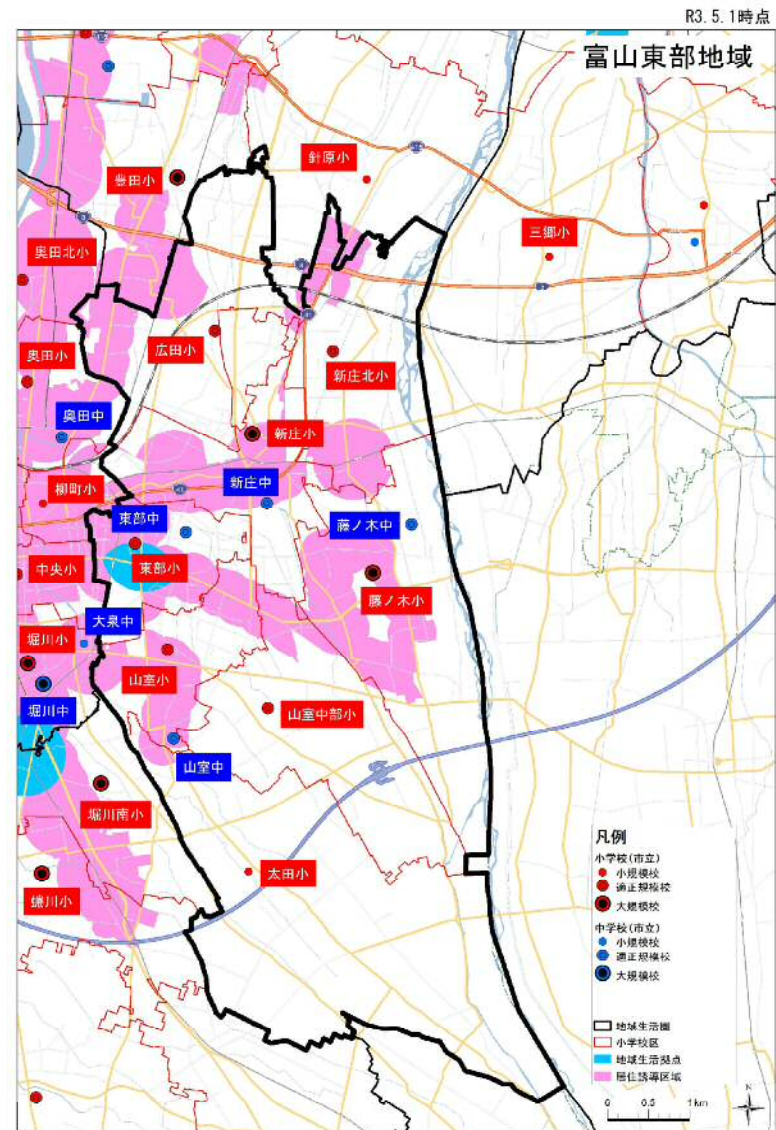 R3.5.1時点
富山東部地域
針原小
豊田小
三郷小
奥田北小
広田小
新庄北小
奥田小
奥田中
新庄小
新庄中
柳町小
東部中
藤ノ木中
中央小
東部小
藤ノ木小
大泉中
堀川小
山室小
堀川中
山室中部小
山室中
堀川南小
太田小
蜷川小
凡例
小学校(市立)
小規模校
適正規模校
大規模校
中学校(市立)
小規模校
適正規模校
大規模校
地域生活圏
小学校区
地域生活拠点
居住誘導区域
N
0 0.5 1km